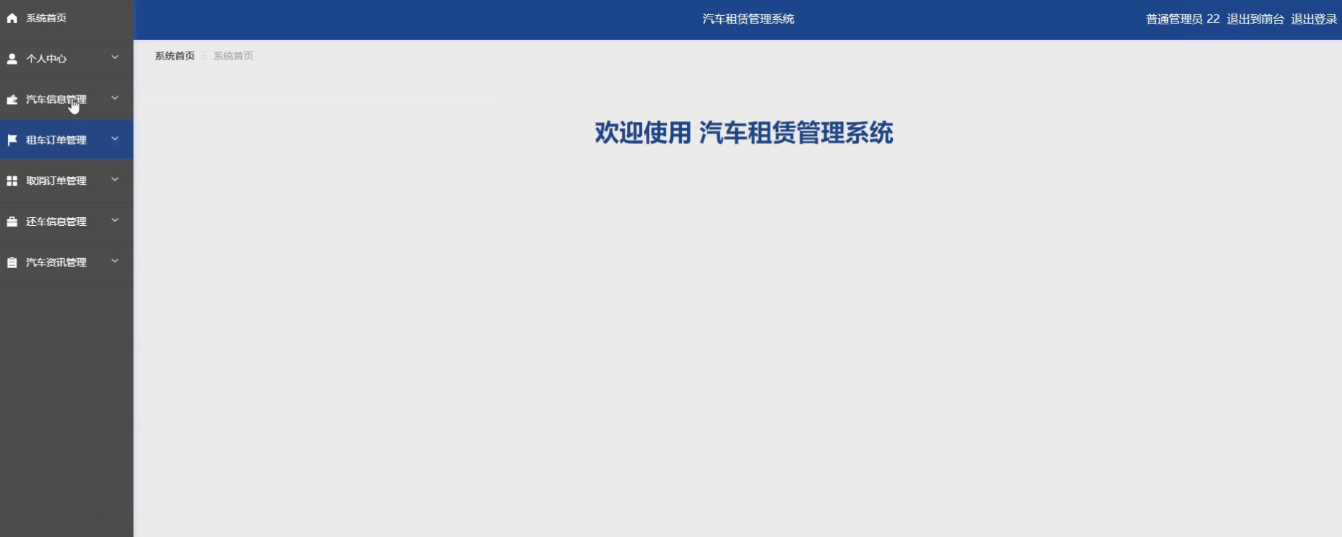 系统首页
汽车租赁管理系统
普通管理员 22 退出到前台 退出登录
个人中心
系统首页 系统首页
汽车信息管理
欢迎使用 汽车租赁管理系统
租车订单管理
取消订单管理
还车信息管理
汽车资讯管理